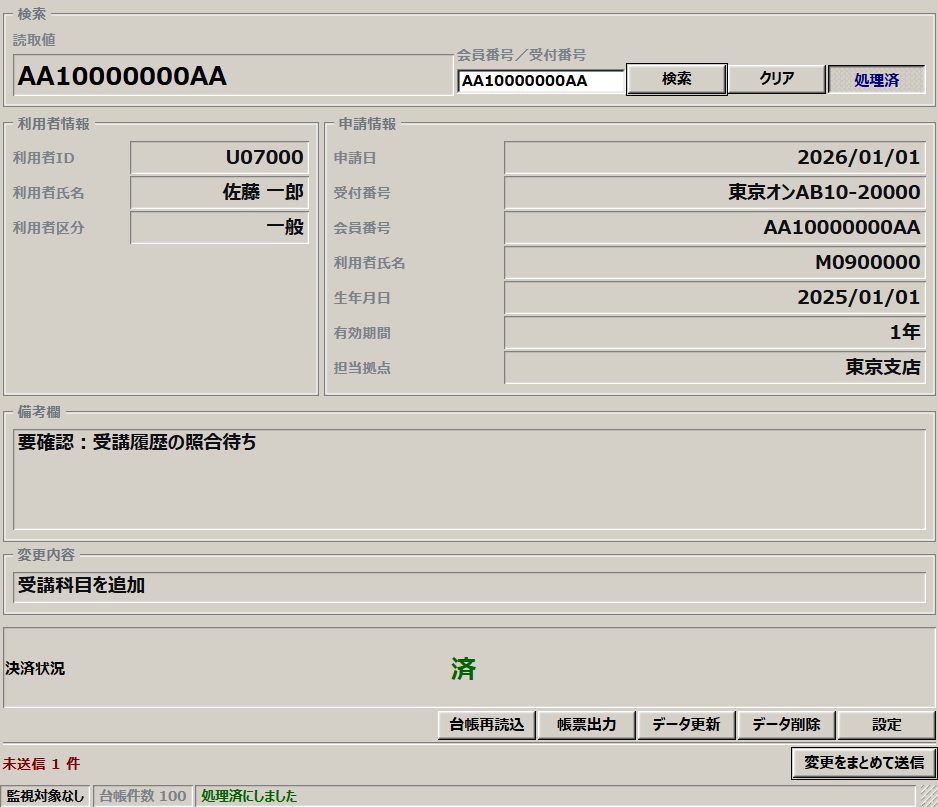 検索
読取値
AA10000000AA
会員番号／受付番号
AA10000000AA
検索
クリア
処理済
利用者情報
利用者ID
U07000
利用者氏名
佐藤 一郎
利用者区分
一般
申請情報
申請日
2026/01/01
受付番号
東京オンAB10-20000
会員番号
AA10000000AA
利用者氏名
M0900000
生年月日
2025/01/01
有効期間
1年
担当拠点
東京支店
備考欄
要確認：受講履歴の照合待ち
変更内容
受講科目を追加
決済状況
済
台帳再読込
帳票出力
データ更新
データ削除
設定
未送信 1 件
変更をまとめて送信
監視対象なし
台帳件数 100
処理済にしました